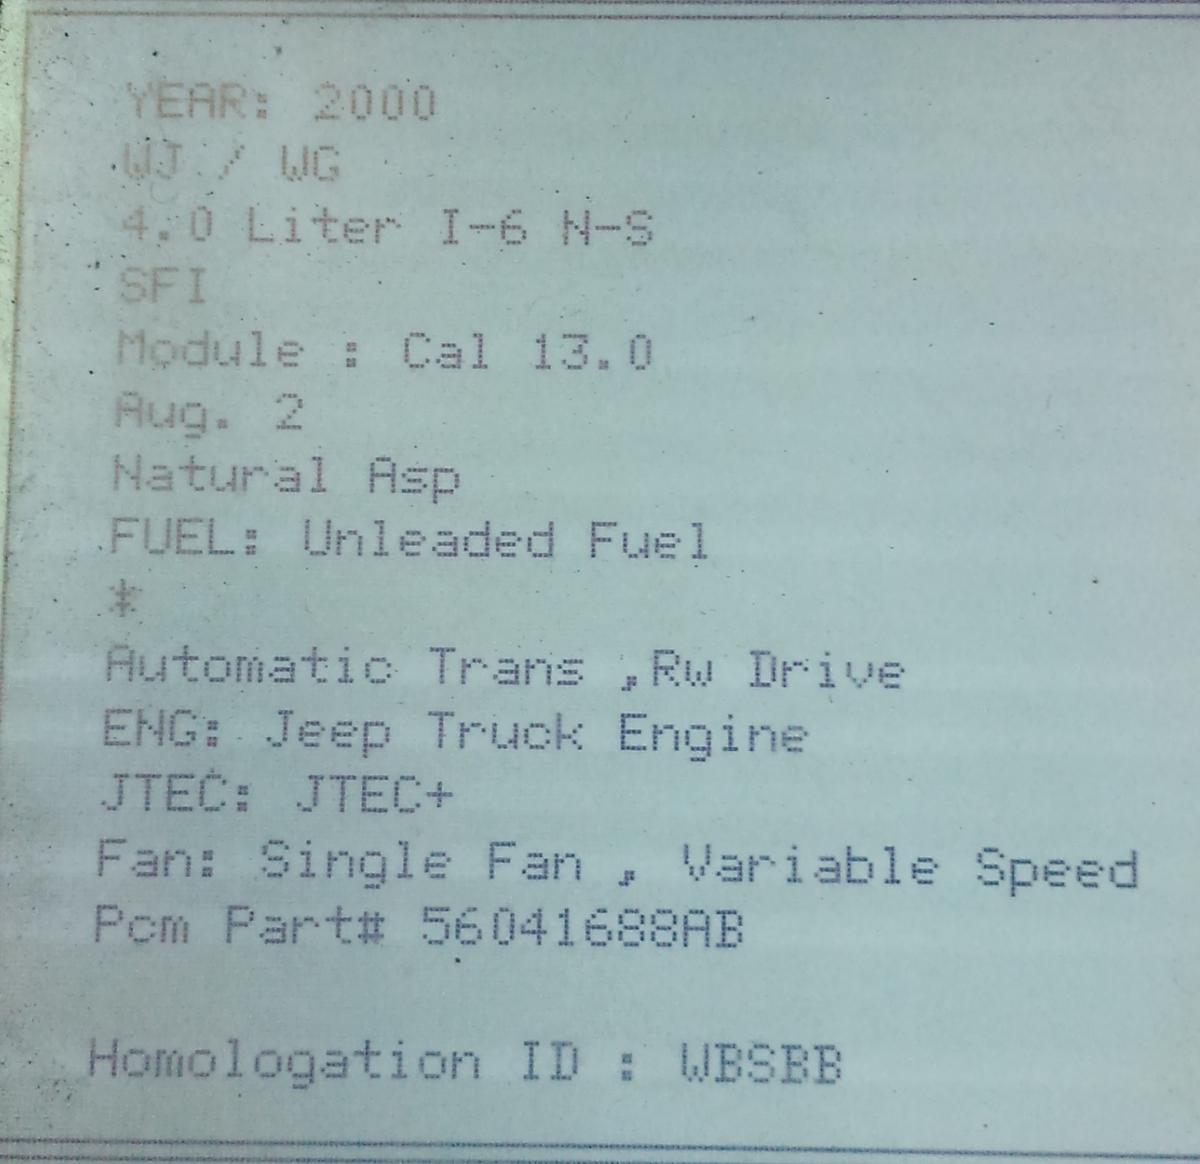 YEAR: 2000
WJ / WG
4.0 Liter I-6 N-S
SFI
Module : Cal 13.0
Aug. 2
Natural Asp
FUEL: Unleaded Fuel
*
Automatic Trans ,Rw Drive
ENG: Jeep Truck Engine
JTEC: JTEC+
Fan: Single Fan , Variable Speed
Pcm Part# 56041688AB
Homologation ID : WBSBB